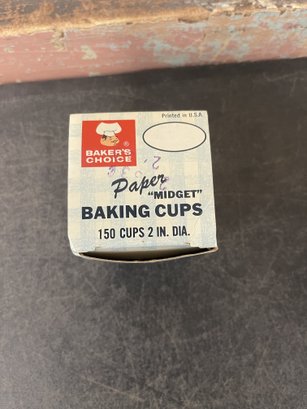 Printed in U.S.A.
BAKER'S
CHOICE
®
Paper
"MIDGET"
BAKING CUPS
150 CUPS 2 IN. DIA.